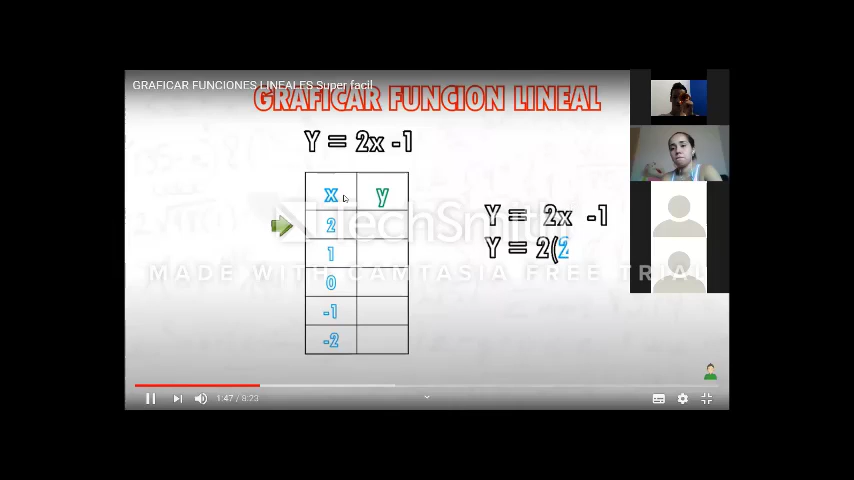 GRAFICAR FUNCIONES LINEALES Super facil
GRAFICAR FUNCION LINEAL
Y = 2x -1
x y
2
1
0
-1
-2
Y = 2x -1
Y = 2(2
TechSmith
MADE WITH CAMTASIA FREE TRIAL
1:47 / 8:23